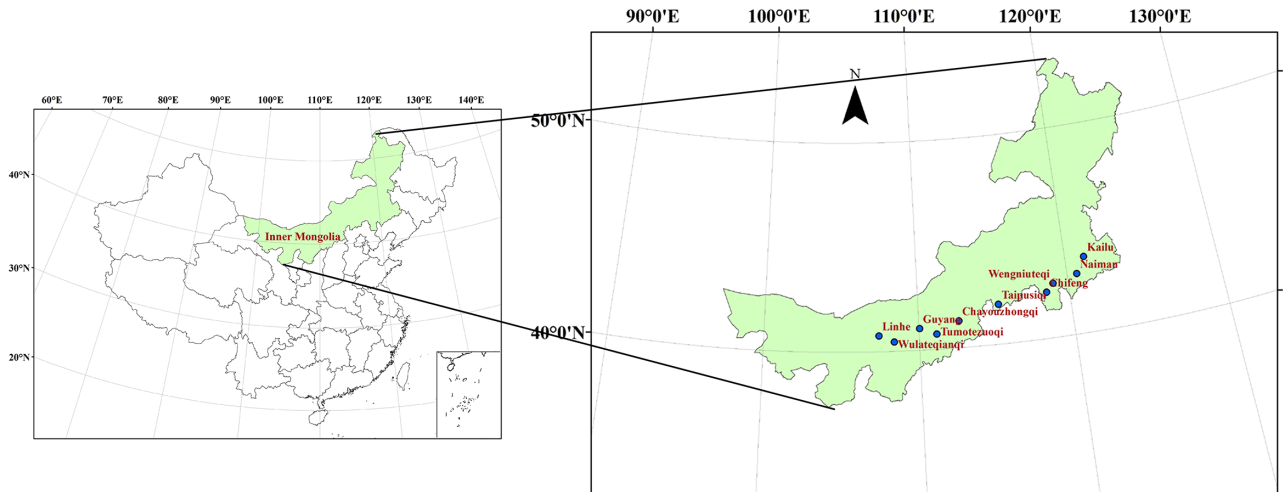 90°0'E 100°0'E 110°0'E 120°0'E 130°0'E
60°E 70°E 80°E 90°E 100°E 110°E 120°E 130°E 140°E
N
50°0'N
40°N
Inner Mongolia
Kailu
Naiman
30°N
Wengniuteqi
Chifeng
Taipusiqi
Chayouzhongqi
Guyang
Linhe
40°0'N
Tumotezuoqi
Wulateqianqi
20°N